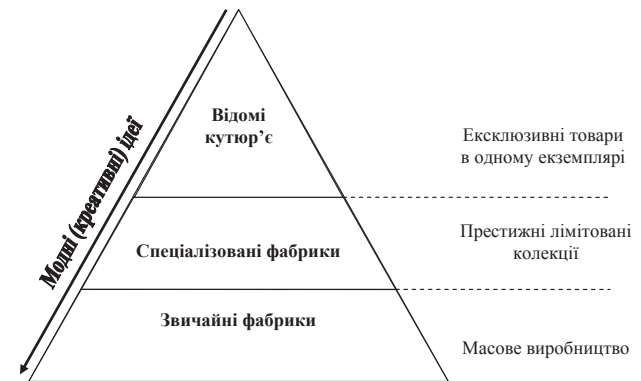 Модні (креативні) ідеї
Відомі
кутюр’є
Ексклюзивні товари
в одному екземплярі
Спеціалізовані фабрики
Престижні лімітовані
колекції
Звичайні фабрики
Масове виробництво